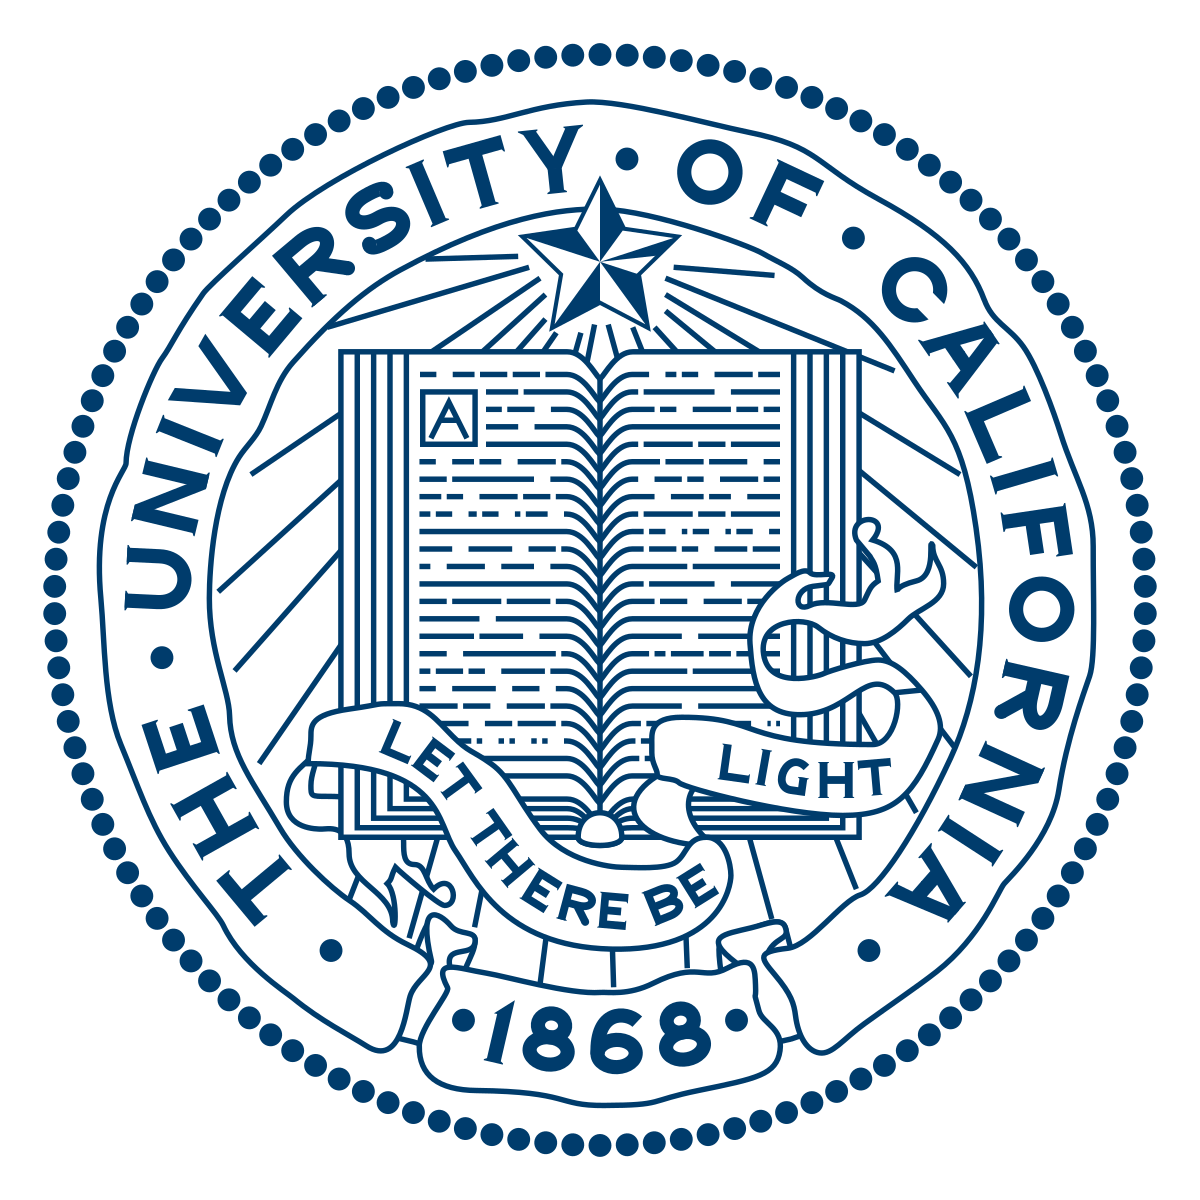 THE · UNIVERSITY · OF · CALIFORNIA
A
LET THERE BE
LIGHT
· 1868 ·